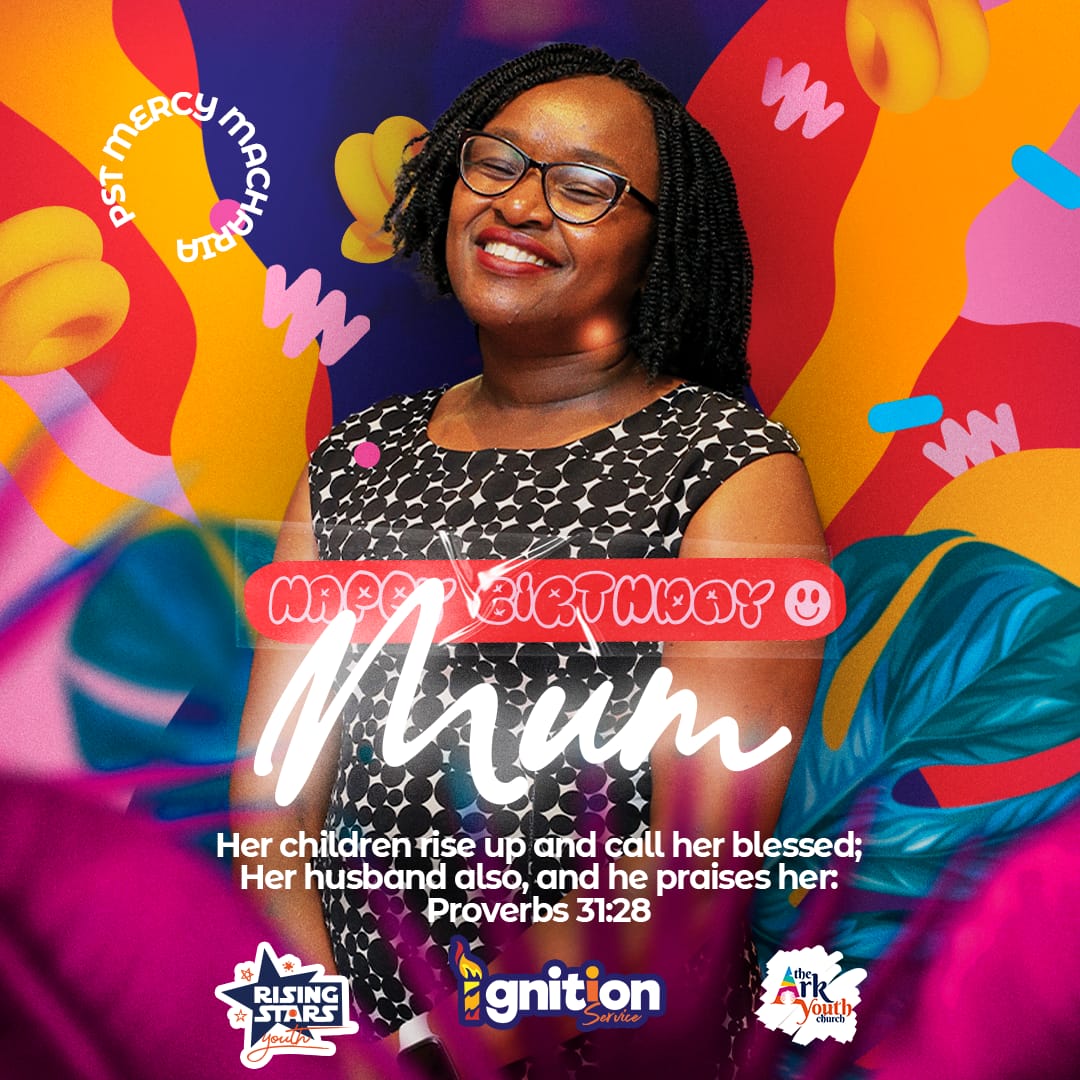 PST MERCY MACHARIA
HAPPY BIRTHDAY
Mum
Her children rise up and call her blessed;
Her husband also, and he praises her:
Proverbs 31:28
RISING
STARS
youth
Ignition
Service
the
Ark
Youth
church